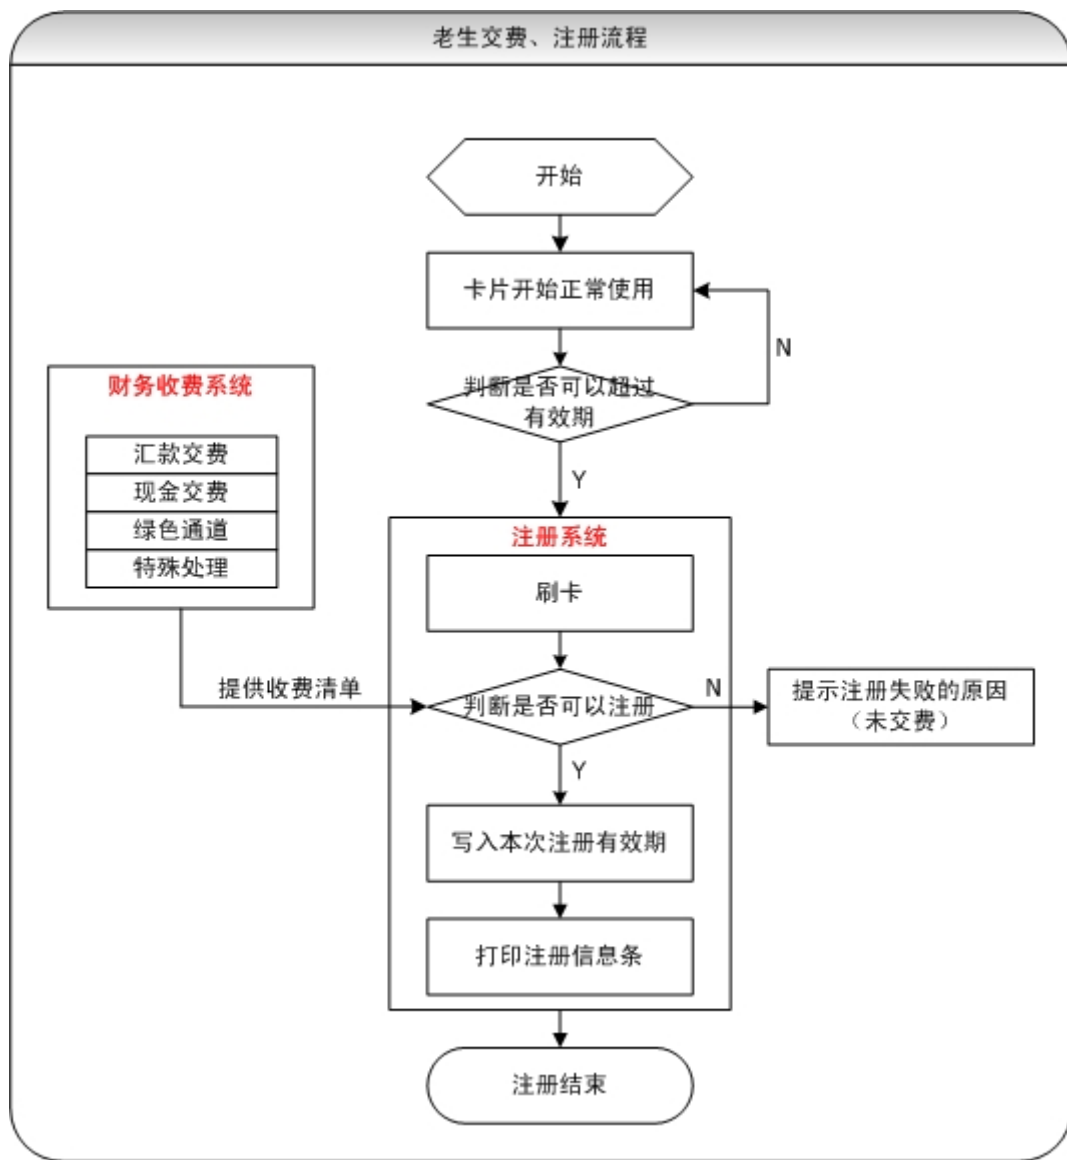 老生交费、注册流程
开始
卡片开始正常使用
N
判断是否可以超过
有效期
Y
财务收费系统
汇款交费
现金交费
绿色通道
特殊处理
注册系统
刷卡
提供收费清单
判断是否可以注册
N
提示注册失败的原因
（未交费）
Y
写入本次注册有效期
打印注册信息条
注册结束